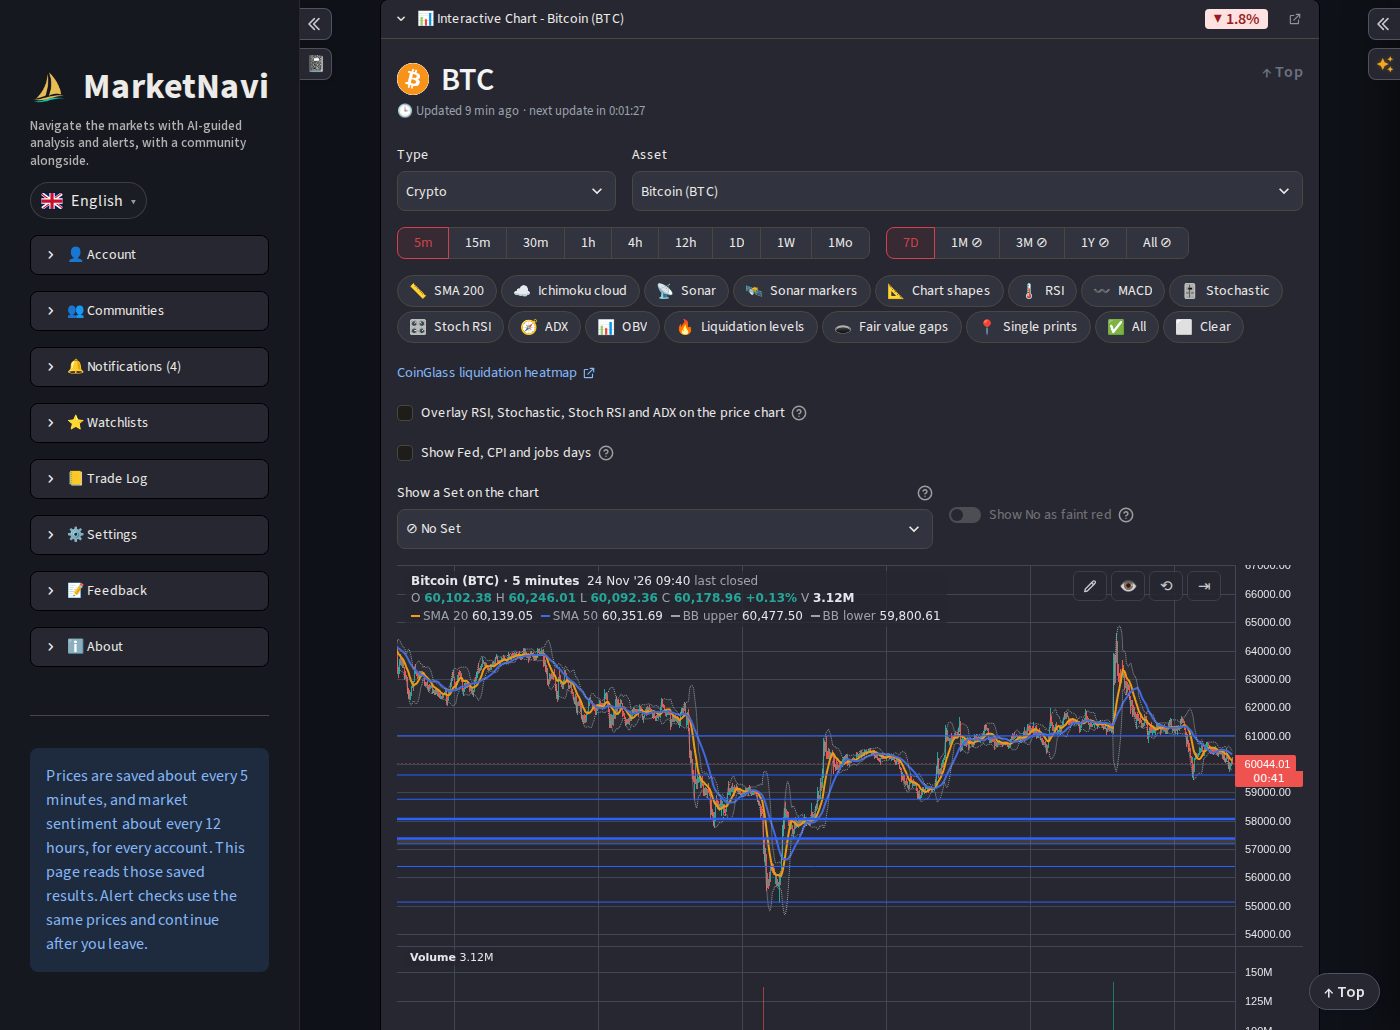 MarketNavi
Navigate the markets with AI-guided
analysis and alerts, with a community
alongside.
English
Account
Communities
Notifications (4)
Watchlists
Trade Log
Settings
Feedback
About
Prices are saved about every 5
minutes, and market
sentiment about every 12
hours, for every account. This
page reads those saved
results. Alert checks use the
same prices and continue
after you leave.
Interactive Chart - Bitcoin (BTC)
▼ 1.8%
BTC
↑ Top
Updated 9 min ago · next update in 0:01:27
Type
Asset
Crypto
Bitcoin (BTC)
5m 15m 30m 1h 4h 12h 1D 1W 1Mo
7D 1M ⊘ 3M ⊘ 1Y ⊘ All ⊘
SMA 200 Ichimoku cloud Sonar Sonar markers Chart shapes RSI MACD Stochastic
Stoch RSI ADX OBV Liquidation levels Fair value gaps Single prints All Clear
CoinGlass liquidation heatmap
Overlay RSI, Stochastic, Stoch RSI and ADX on the price chart
Show Fed, CPI and jobs days
Show a Set on the chart
⊘ No Set
Show No as faint red
Bitcoin (BTC) · 5 minutes 24 Nov '26 09:40 last closed
O 60,102.38 H 60,246.01 L 60,092.36 C 60,178.96 +0.13% V 3.12M
SMA 20 60,139.05 SMA 50 60,351.69 BB upper 60,477.50 BB lower 59,800.61
67000.00
66000.00
65000.00
64000.00
63000.00
62000.00
61000.00
60044.01
00:41
59000.00
58000.00
57000.00
56000.00
55000.00
54000.00
Volume 3.12M
150M
125M
100M
↑ Top